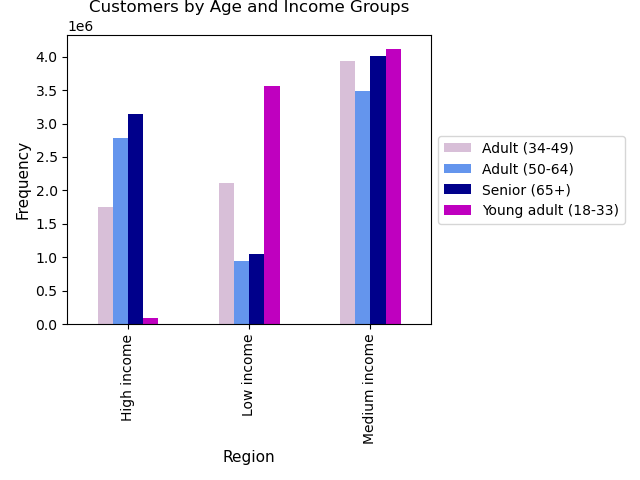 Customers by Age and Income Groups
1e6
4.0
3.5
3.0
2.5
2.0
1.5
1.0
0.5
0.0
Frequency
High income
Low income
Medium income
Region
Adult (34-49)
Adult (50-64)
Senior (65+)
Young adult (18-33)